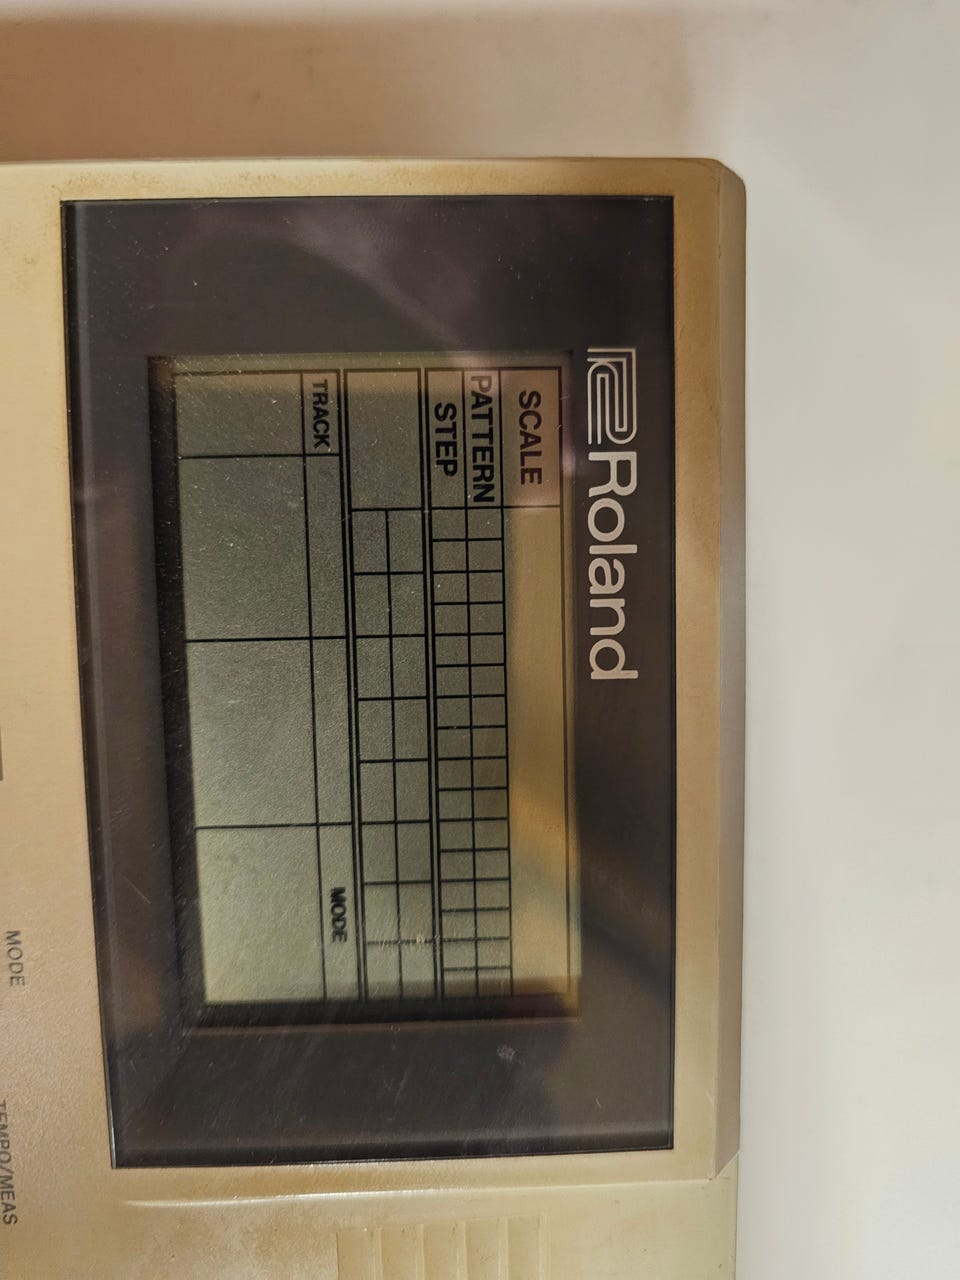 Roland
SCALE
PATTERN
STEP
TRACK
MODE
MODE
TEMPO/MEAS